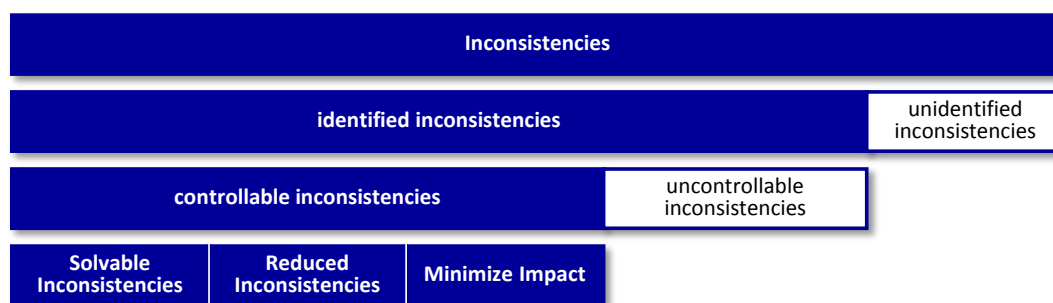 Inconsistencies
identified inconsistencies
unidentified
inconsistencies
controllable inconsistencies
uncontrollable
inconsistencies
Solvable
Inconsistencies
Reduced
Inconsistencies
Minimize Impact